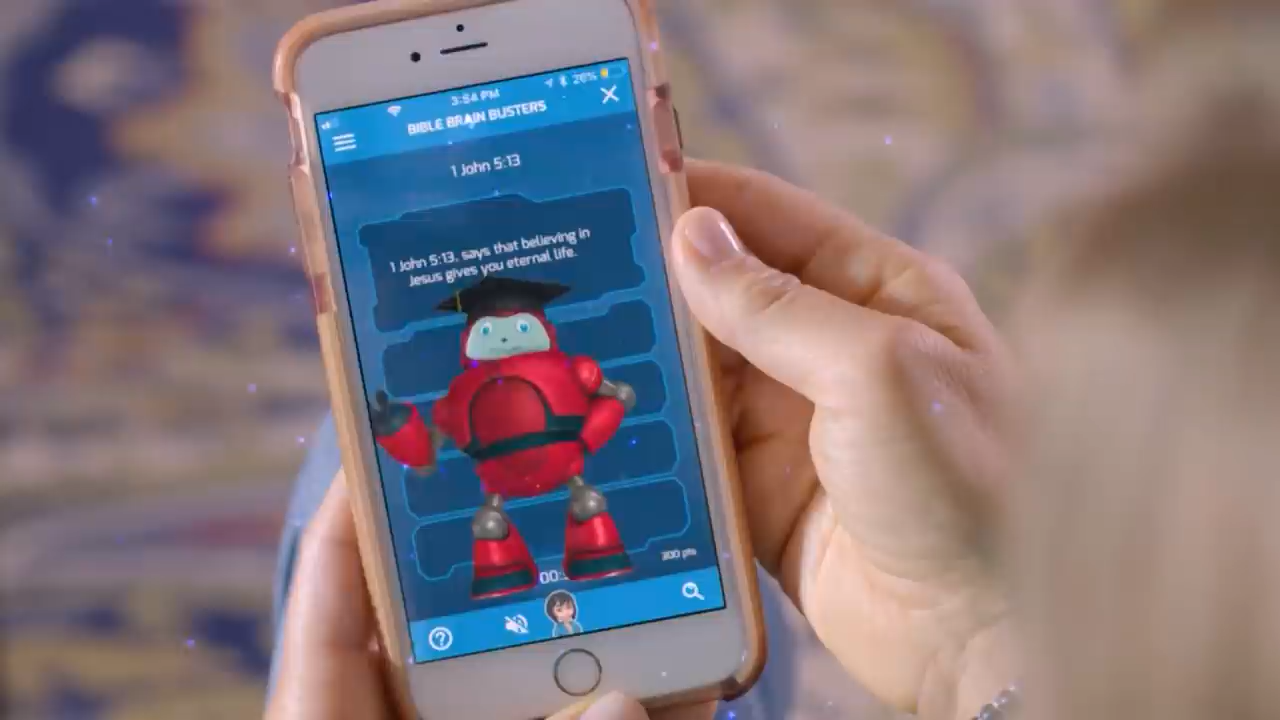 3:54 PM
26%
BIBLE BRAIN BUSTERS
1 John 5:13
1 John 5:13, says that believing in
Jesus gives you eternal life.
300 pts
00: